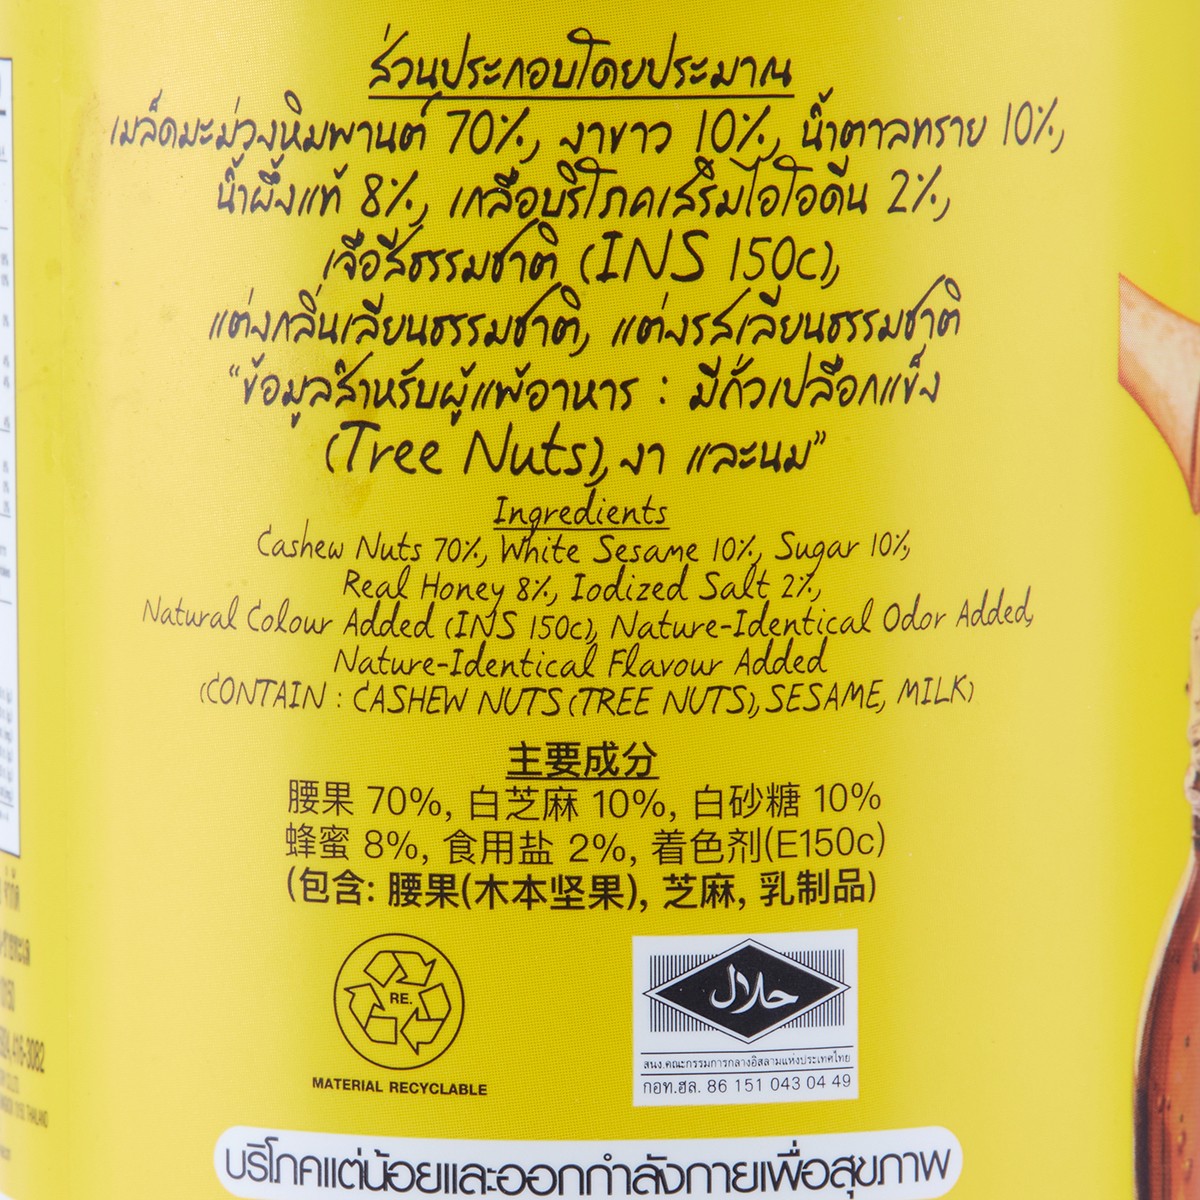 ส่วนประกอบโดยประมาณ
เมล็ดมะม่วงหิมพานต์ 70%, งาขาว 10%, น้ำตาลทราย 10%,
น้ำผึ้งแท้ 8%, เกลือบริโภคเสริมไอโอดีน 2%,
เจือสีธรรมชาติ (INS 150c),
แต่งกลิ่นเลียนธรรมชาติ, แต่งรสเลียนธรรมชาติ
"ข้อมูลสำหรับผู้แพ้อาหาร : มีถั่วเปลือกแข็ง
(Tree Nuts), งา และนม"
Ingredients
Cashew Nuts 70%, White Sesame 10%, Sugar 10%,
Real Honey 8%, Iodized Salt 2%,
Natural Colour Added (INS 150c), Nature-Identical Odor Added,
Nature-Identical Flavour Added
(CONTAIN : CASHEW NUTS (TREE NUTS), SESAME, MILK)
主要成分
腰果 70%, 白芝麻 10%, 白砂糖 10%
蜂蜜 8%, 食用盐 2%, 着色剂(E150c)
(包含: 腰果(木本坚果), 芝麻, 乳制品)
RE.
MATERIAL RECYCLABLE
حلال
สนง.คณะกรรมการกลางอิสลามแห่งประเทศไทย
กอท.ฮล. 86 151 043 04 49
416-3082
THAILAND
บริโภคแต่น้อยและออกกำลังกายเพื่อสุขภาพ